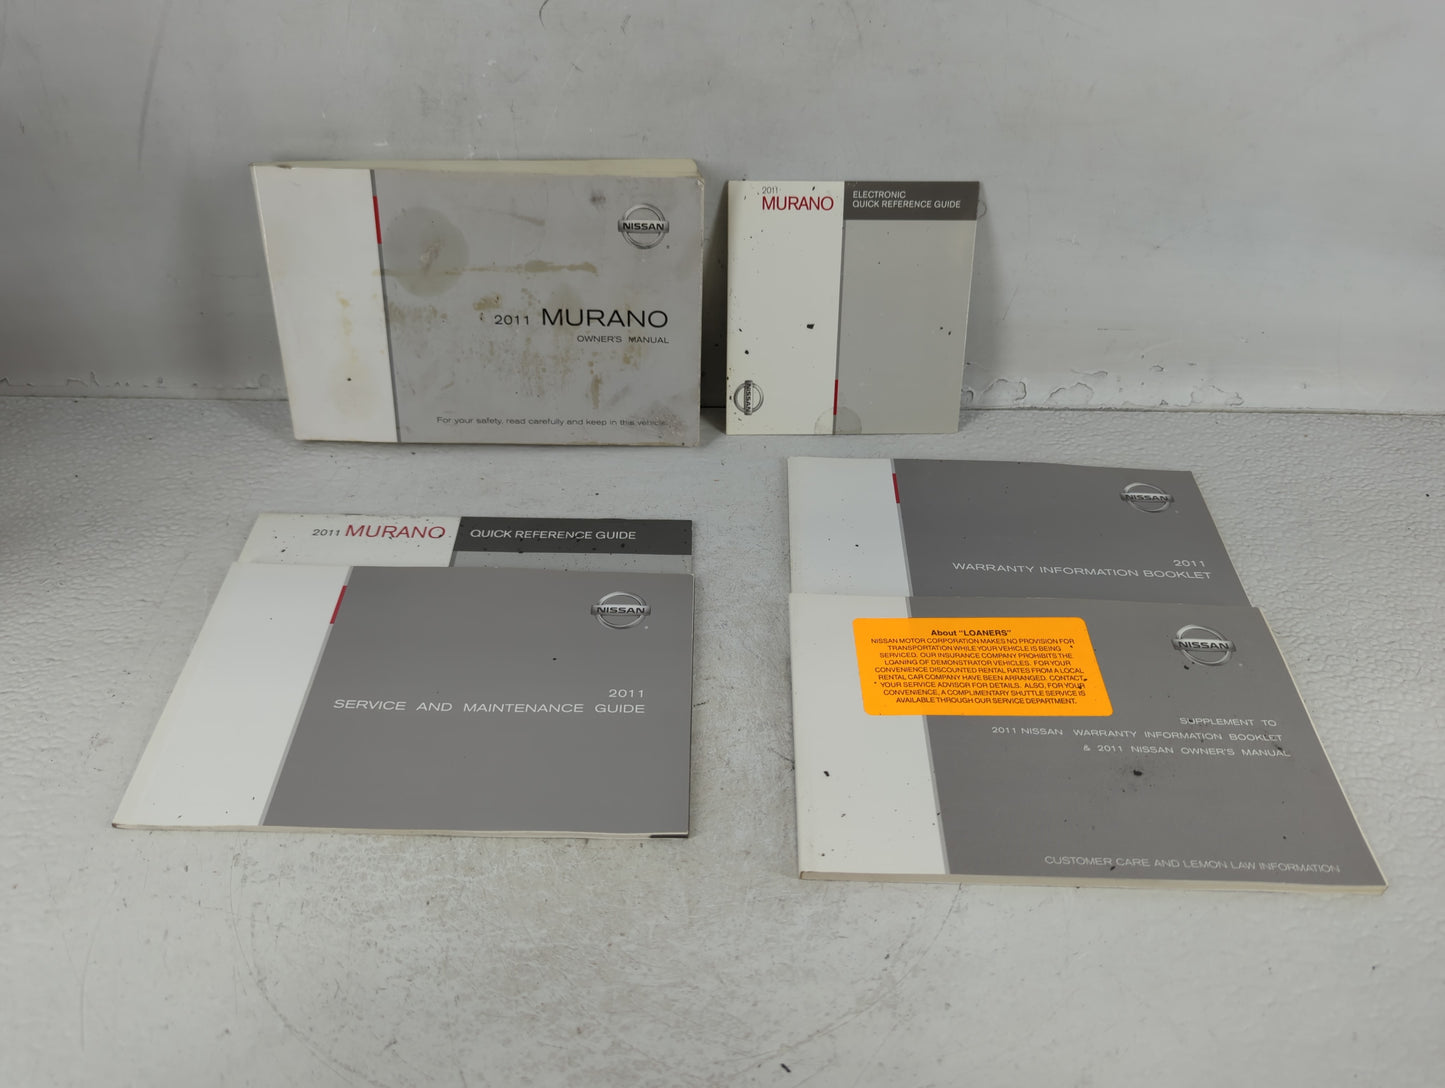 NISSAN
2011 MURANO
OWNER'S MANUAL
For your safety, read carefully and keep in this vehicle.
2011
MURANO
ELECTRONIC
QUICK REFERENCE GUIDE
NISSAN
2011 MURANO QUICK REFERENCE GUIDE
NISSAN
2011
SERVICE AND MAINTENANCE GUIDE
NISSAN
2011
WARRANTY INFORMATION BOOKLET
About "LOANERS"
NISSAN MOTOR CORPORATION MAKES NO PROVISION FOR
TRANSPORTATION WHILE YOUR VEHICLE IS BEING
SERVICED. OUR INSURANCE COMPANY PROHIBITS THE
LOANING OF DEMONSTRATOR VEHICLES. FOR YOUR
CONVENIENCE DISCOUNTED RENTAL RATES FROM A LOCAL
RENTAL CAR COMPANY HAVE BEEN ARRANGED. CONTACT
YOUR SERVICE ADVISOR FOR DETAILS. ALSO, FOR YOUR
CONVENIENCE, A COMPLIMENTARY SHUTTLE SERVICE IS
AVAILABLE THROUGH OUR SERVICE DEPARTMENT.
NISSAN
SUPPLEMENT TO
2011 NISSAN WARRANTY INFORMATION BOOKLET
& 2011 NISSAN OWNER'S MANUAL
CUSTOMER CARE AND LEMON LAW INFORMATION